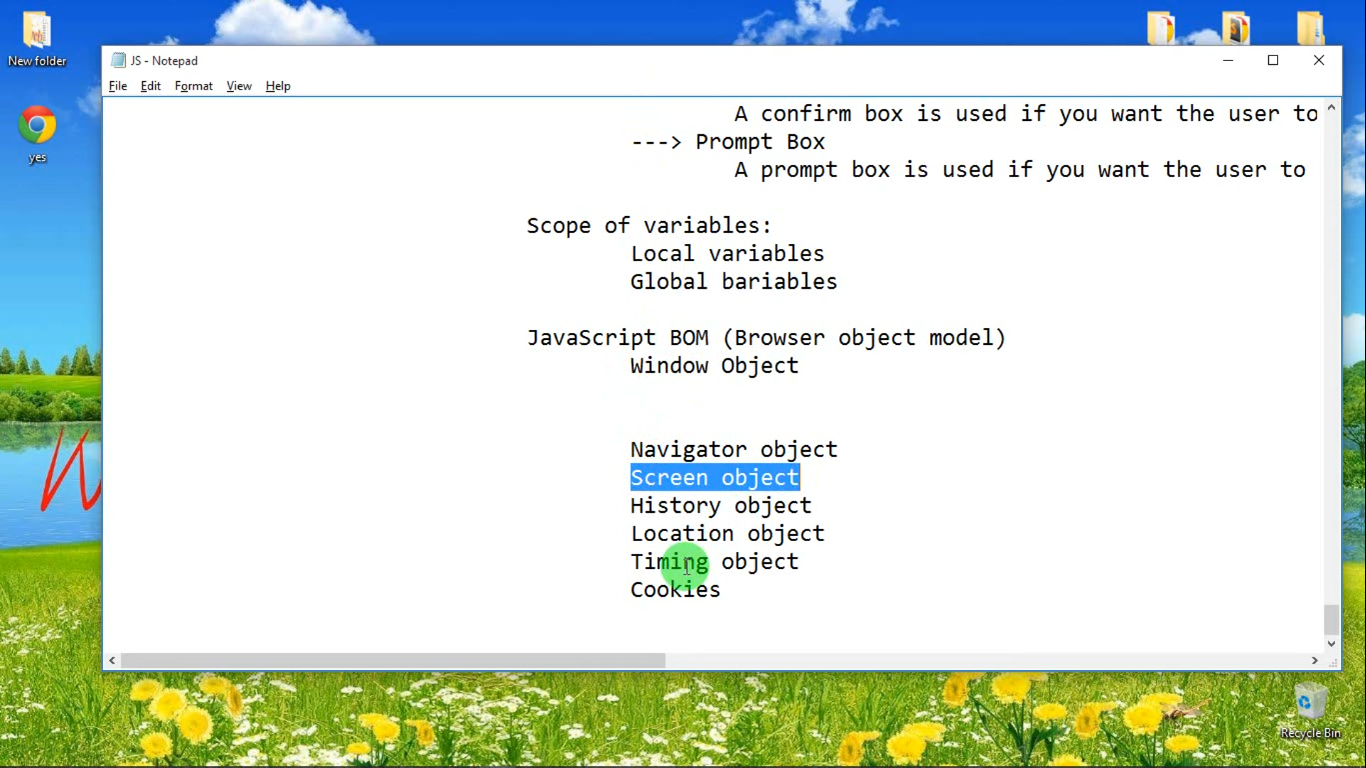 New folder
yes
JS - Notepad
File Edit Format View Help
A confirm box is used if you want the user to
---> Prompt Box
A prompt box is used if you want the user to
Scope of variables:
Local variables
Global bariables
JavaScript BOM (Browser object model)
Window Object
Navigator object
Screen object
History object
Location object
Timing object
Cookies
Recycle Bin